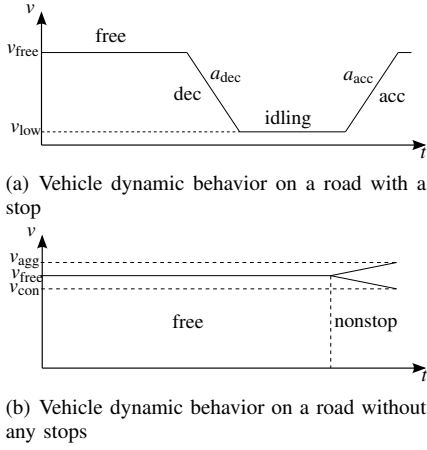 v
free
v_free
a_dec
a_acc
dec
acc
idling
v_low
t
(a) Vehicle dynamic behavior on a road with a
stop
v
v_agg
v_free
v_con
free
nonstop
t
(b) Vehicle dynamic behavior on a road without
any stops